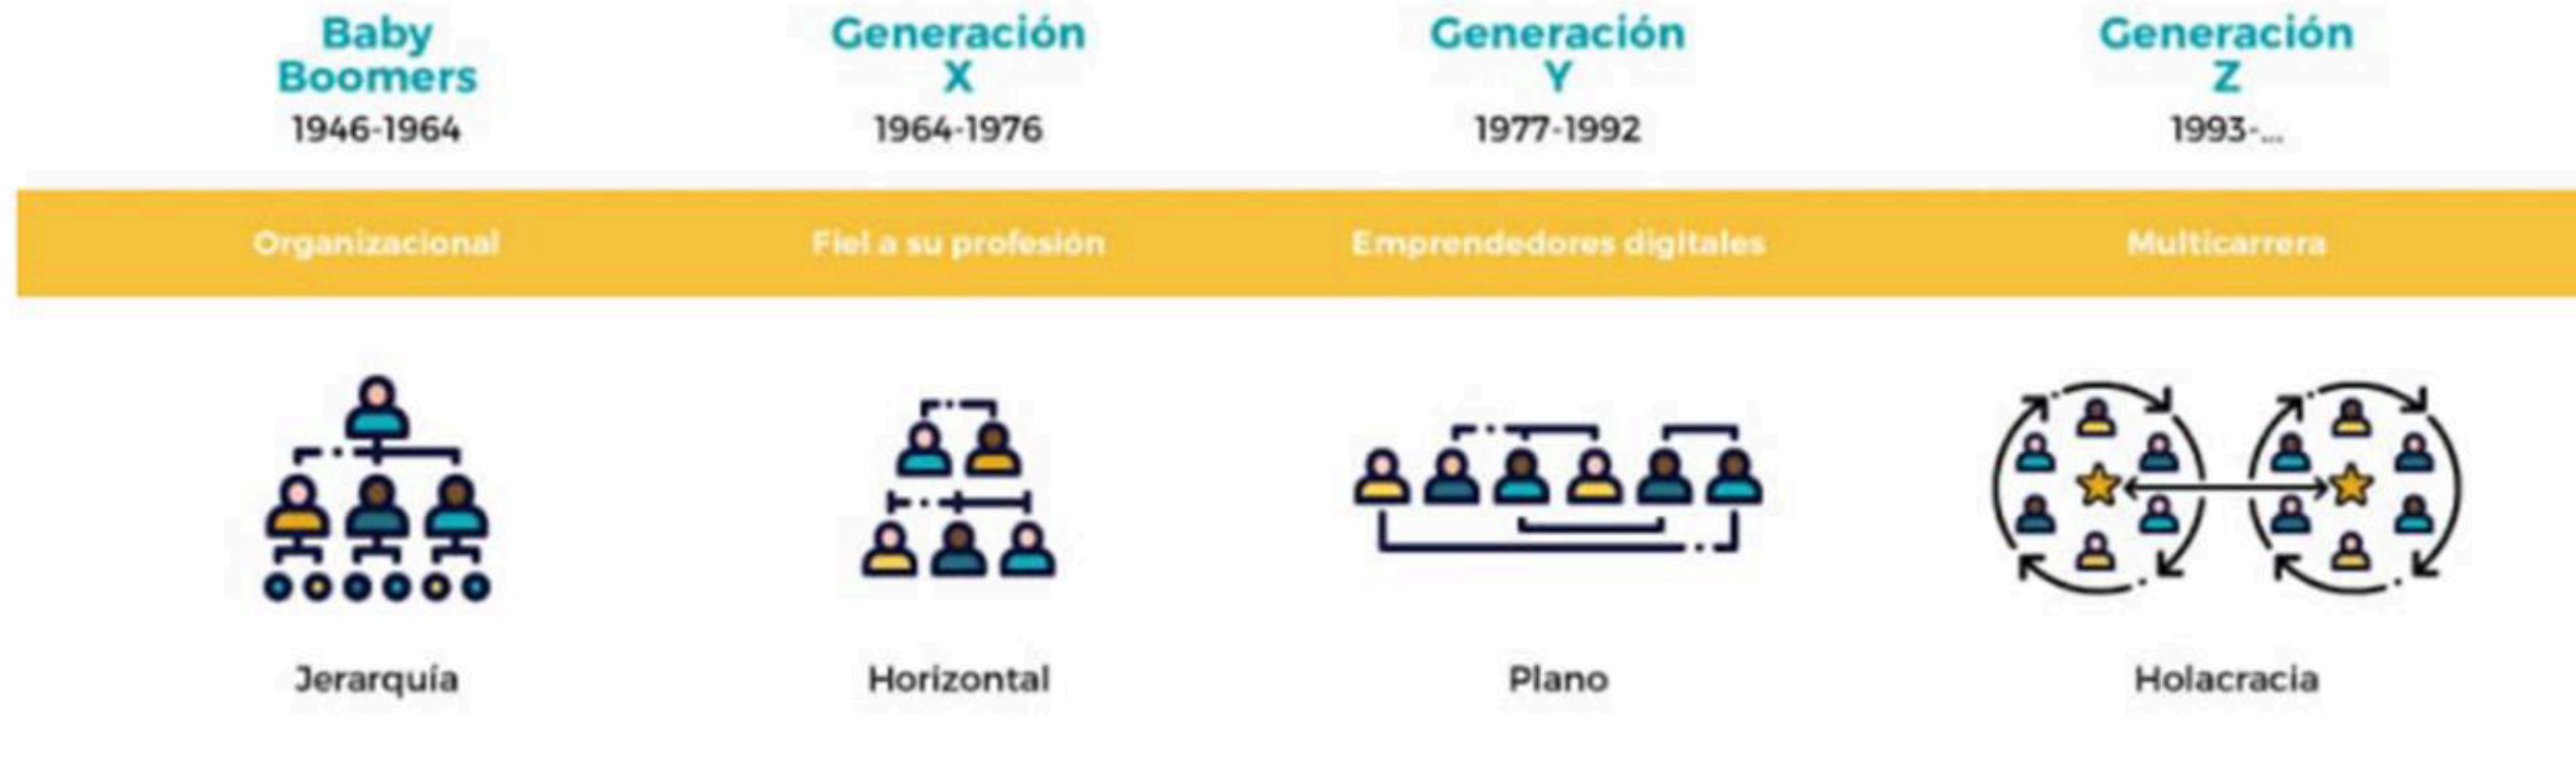 Baby
Boomers
1946-1964
Generación
X
1964-1976
Generación
Y
1977-1992
Generación
Z
1993-...
Organizacional
Fiel a su profesión
Emprendedores digitales
Multicarrera
Jerarquía
Horizontal
Plano
Holacracia